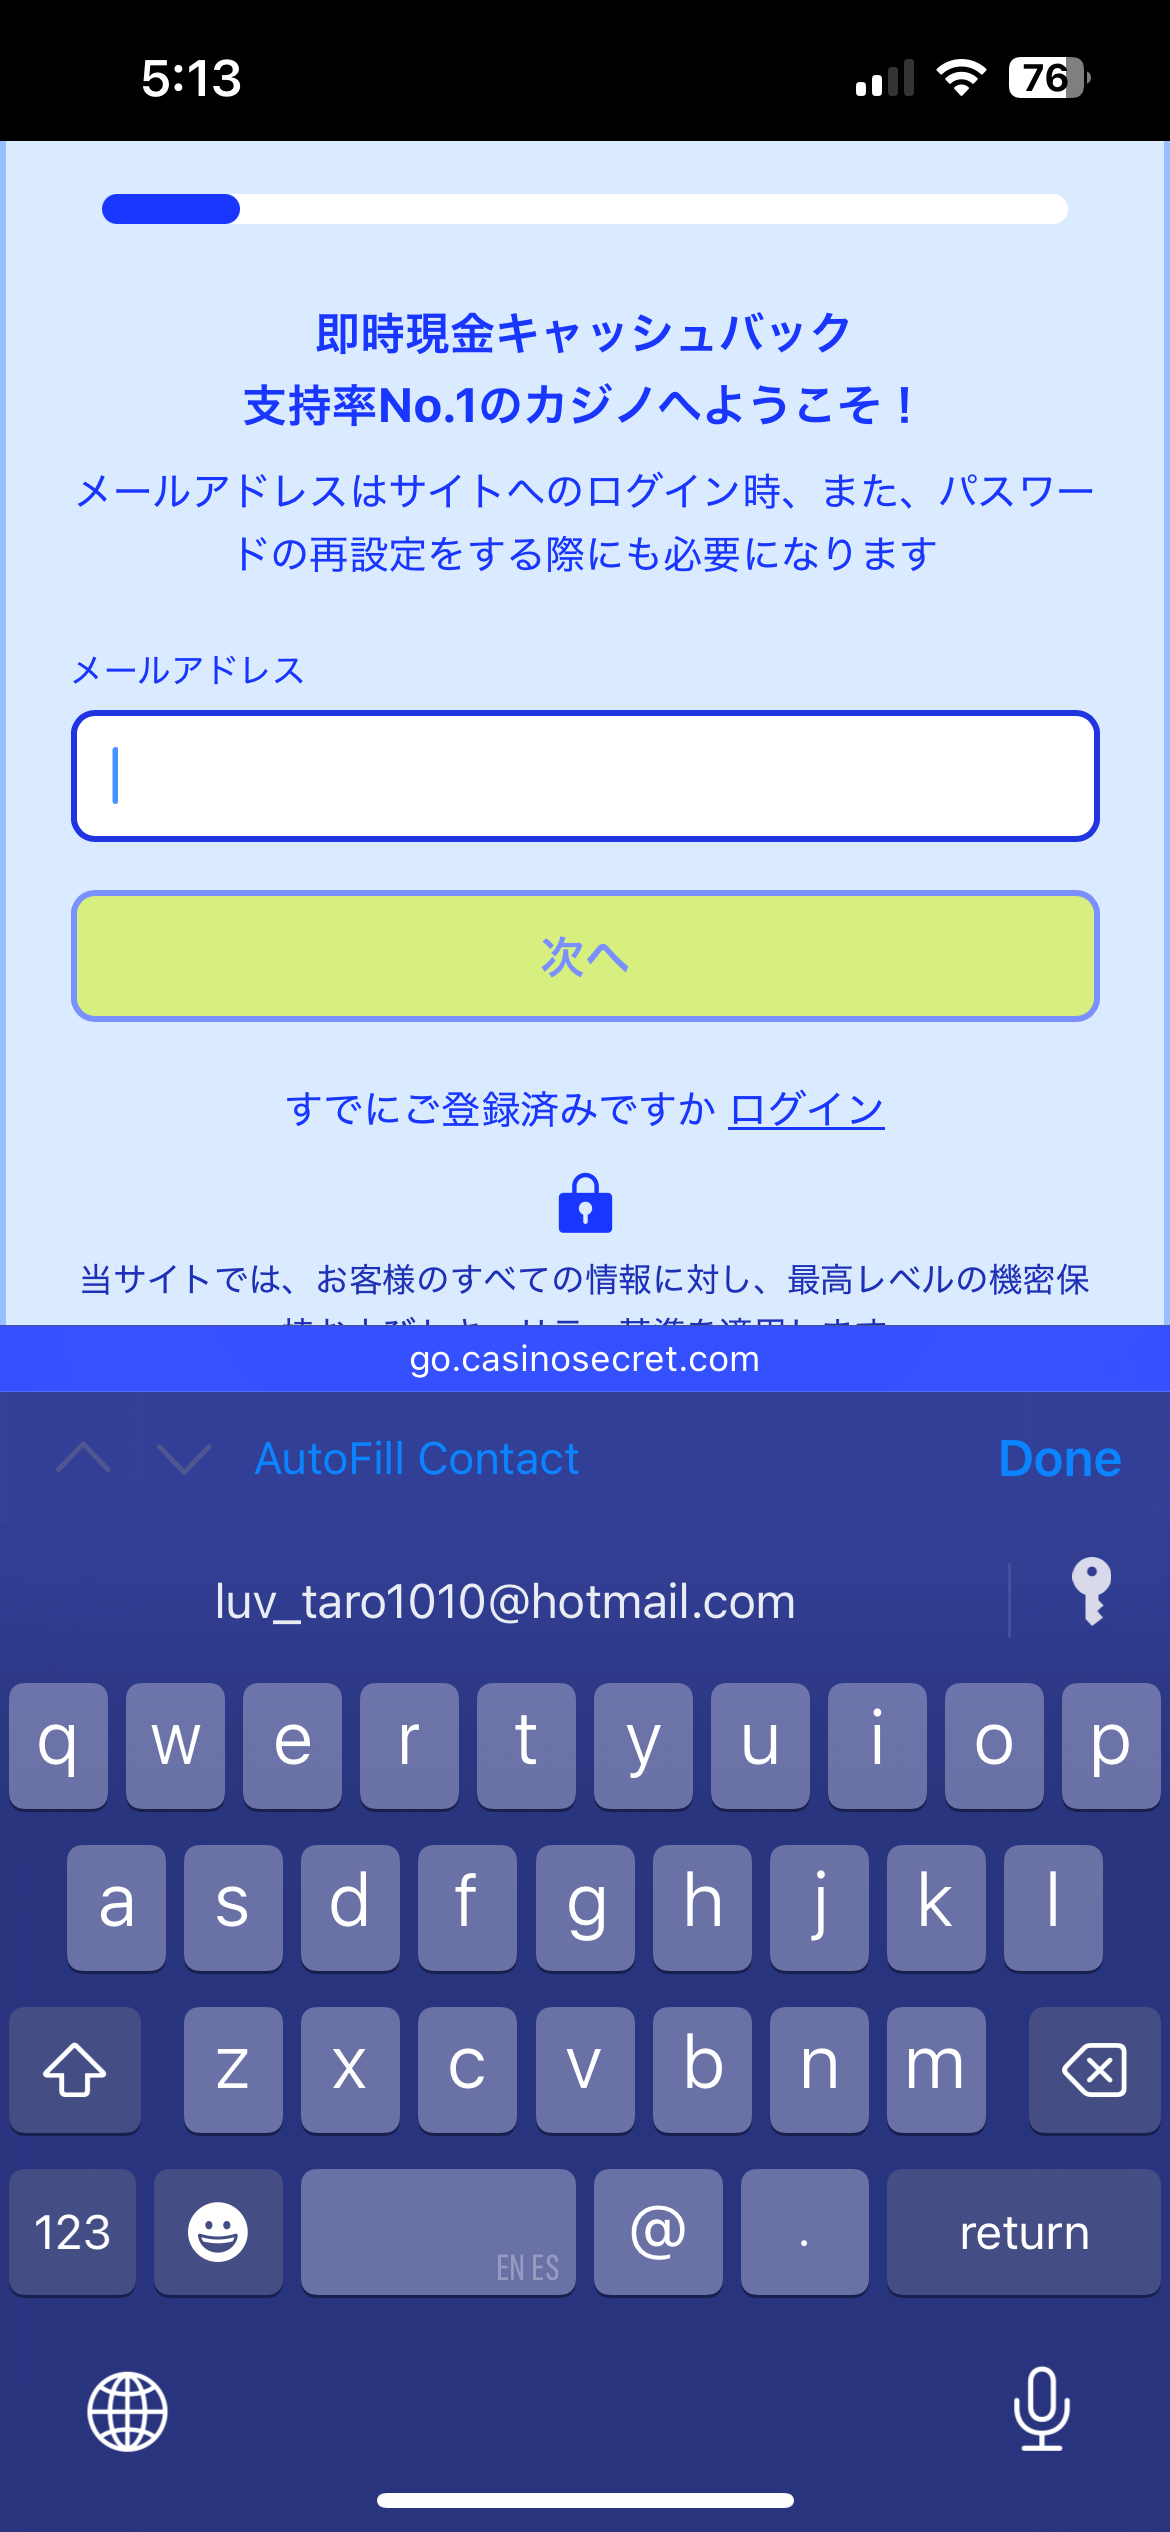 5:13
76
即時現金キャッシュバック
支持率No.1のカジノへようこそ！
メールアドレスはサイトへのログイン時、また、パスワー
ドの再設定をする際にも必要になります
メールアドレス
次へ
すでにご登録済みですか ログイン
当サイトでは、お客様のすべての情報に対し、最高レベルの機密保
go.casinosecret.com
AutoFill Contact
Done
luv_taro1010@hotmail.com
q w e r t y u i o p
a s d f g h j k l
z x c v b n m
123
EN ES
@ . return